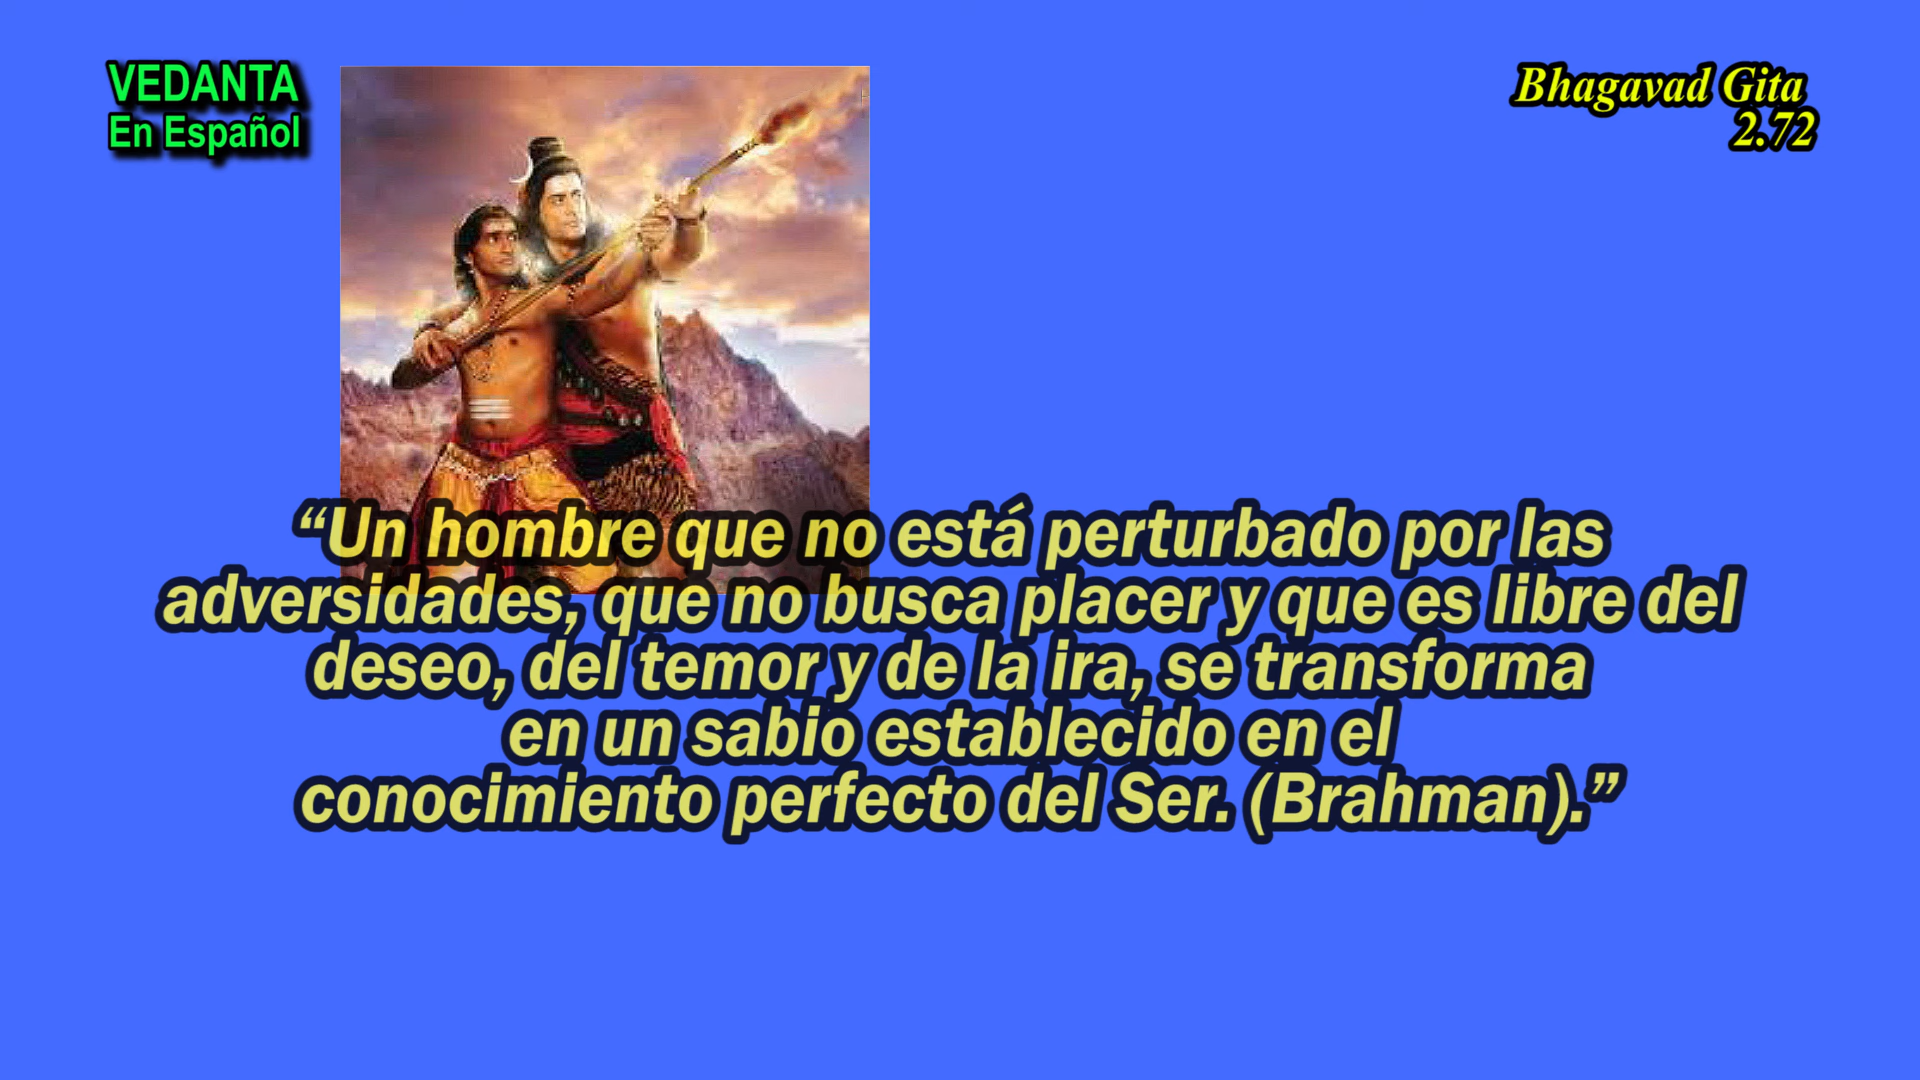 VEDANTA
En Español
Bhagavad Gita
2.72
“Un hombre que no está perturbado por las
adversidades, que no busca placer y que es libre del
deseo, del temor y de la ira, se transforma
en un sabio establecido en el
conocimiento perfecto del Ser. (Brahman).”